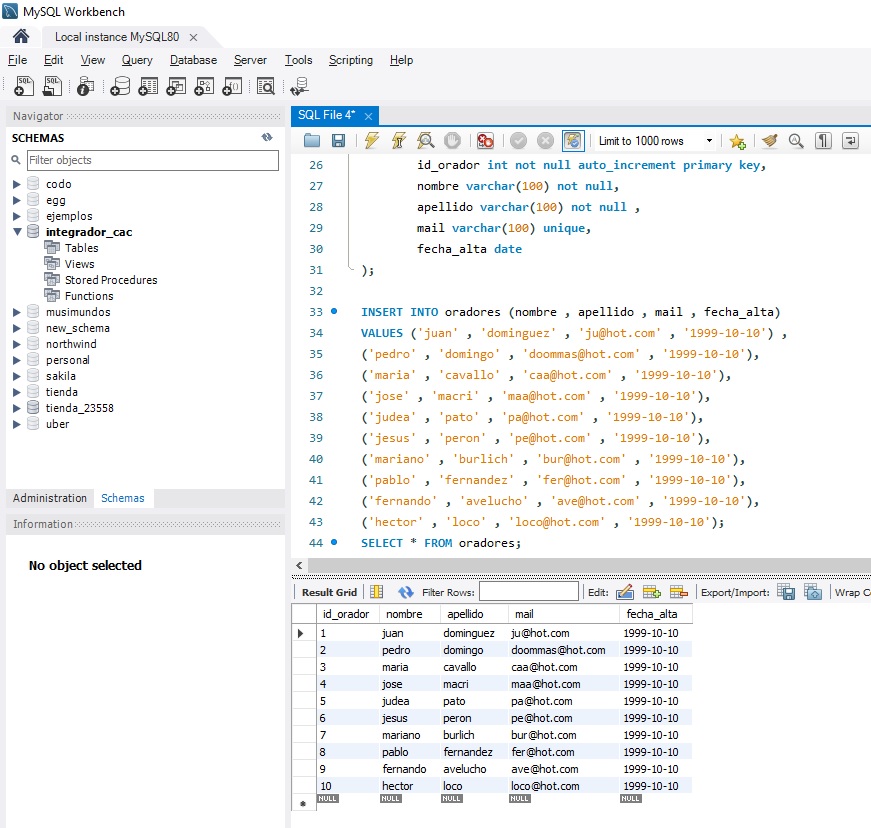 MySQL Workbench
Local instance MySQL80
File Edit View Query Database Server Tools Scripting Help
Navigator
SCHEMAS
Filter objects
codo
egg
ejemplos
integrador_cac
Tables
Views
Stored Procedures
Functions
musimundos
new_schema
northwind
personal
sakila
tienda
tienda_23558
uber
Administration Schemas
Information
No object selected
SQL File 4*
Limit to 1000 rows
26 id_orador int not null auto_increment primary key,
27 nombre varchar(100) not null,
28 apellido varchar(100) not null ,
29 mail varchar(100) unique,
30 fecha_alta date
31 );
32
33 INSERT INTO oradores (nombre , apellido , mail , fecha_alta)
34 VALUES ('juan' , 'dominguez' , 'ju@hot.com' , '1999-10-10') ,
35 ('pedro' , 'domingo' , 'doommas@hot.com' , '1999-10-10'),
36 ('maria' , 'cavallo' , 'caa@hot.com' , '1999-10-10'),
37 ('jose' , 'macri' , 'maa@hot.com' , '1999-10-10'),
38 ('judea' , 'pato' , 'pa@hot.com' , '1999-10-10'),
39 ('jesus' , 'peron' , 'pe@hot.com' , '1999-10-10'),
40 ('mariano' , 'burlich' , 'bur@hot.com' , '1999-10-10'),
41 ('pablo' , 'fernandez' , 'fer@hot.com' , '1999-10-10'),
42 ('fernando' , 'avelucho' , 'ave@hot.com' , '1999-10-10'),
43 ('hector' , 'loco' , 'loco@hot.com' , '1999-10-10');
44 SELECT * FROM oradores;
Result Grid Filter Rows: Edit: Export/Import: Wrap C
id_orador nombre apellido mail fecha_alta
1 juan dominguez ju@hot.com 1999-10-10
2 pedro domingo doommas@hot.com 1999-10-10
3 maria cavallo caa@hot.com 1999-10-10
4 jose macri maa@hot.com 1999-10-10
5 judea pato pa@hot.com 1999-10-10
6 jesus peron pe@hot.com 1999-10-10
7 mariano burlich bur@hot.com 1999-10-10
8 pablo fernandez fer@hot.com 1999-10-10
9 fernando avelucho ave@hot.com 1999-10-10
10 hector loco loco@hot.com 1999-10-10
NULL NULL NULL NULL NULL